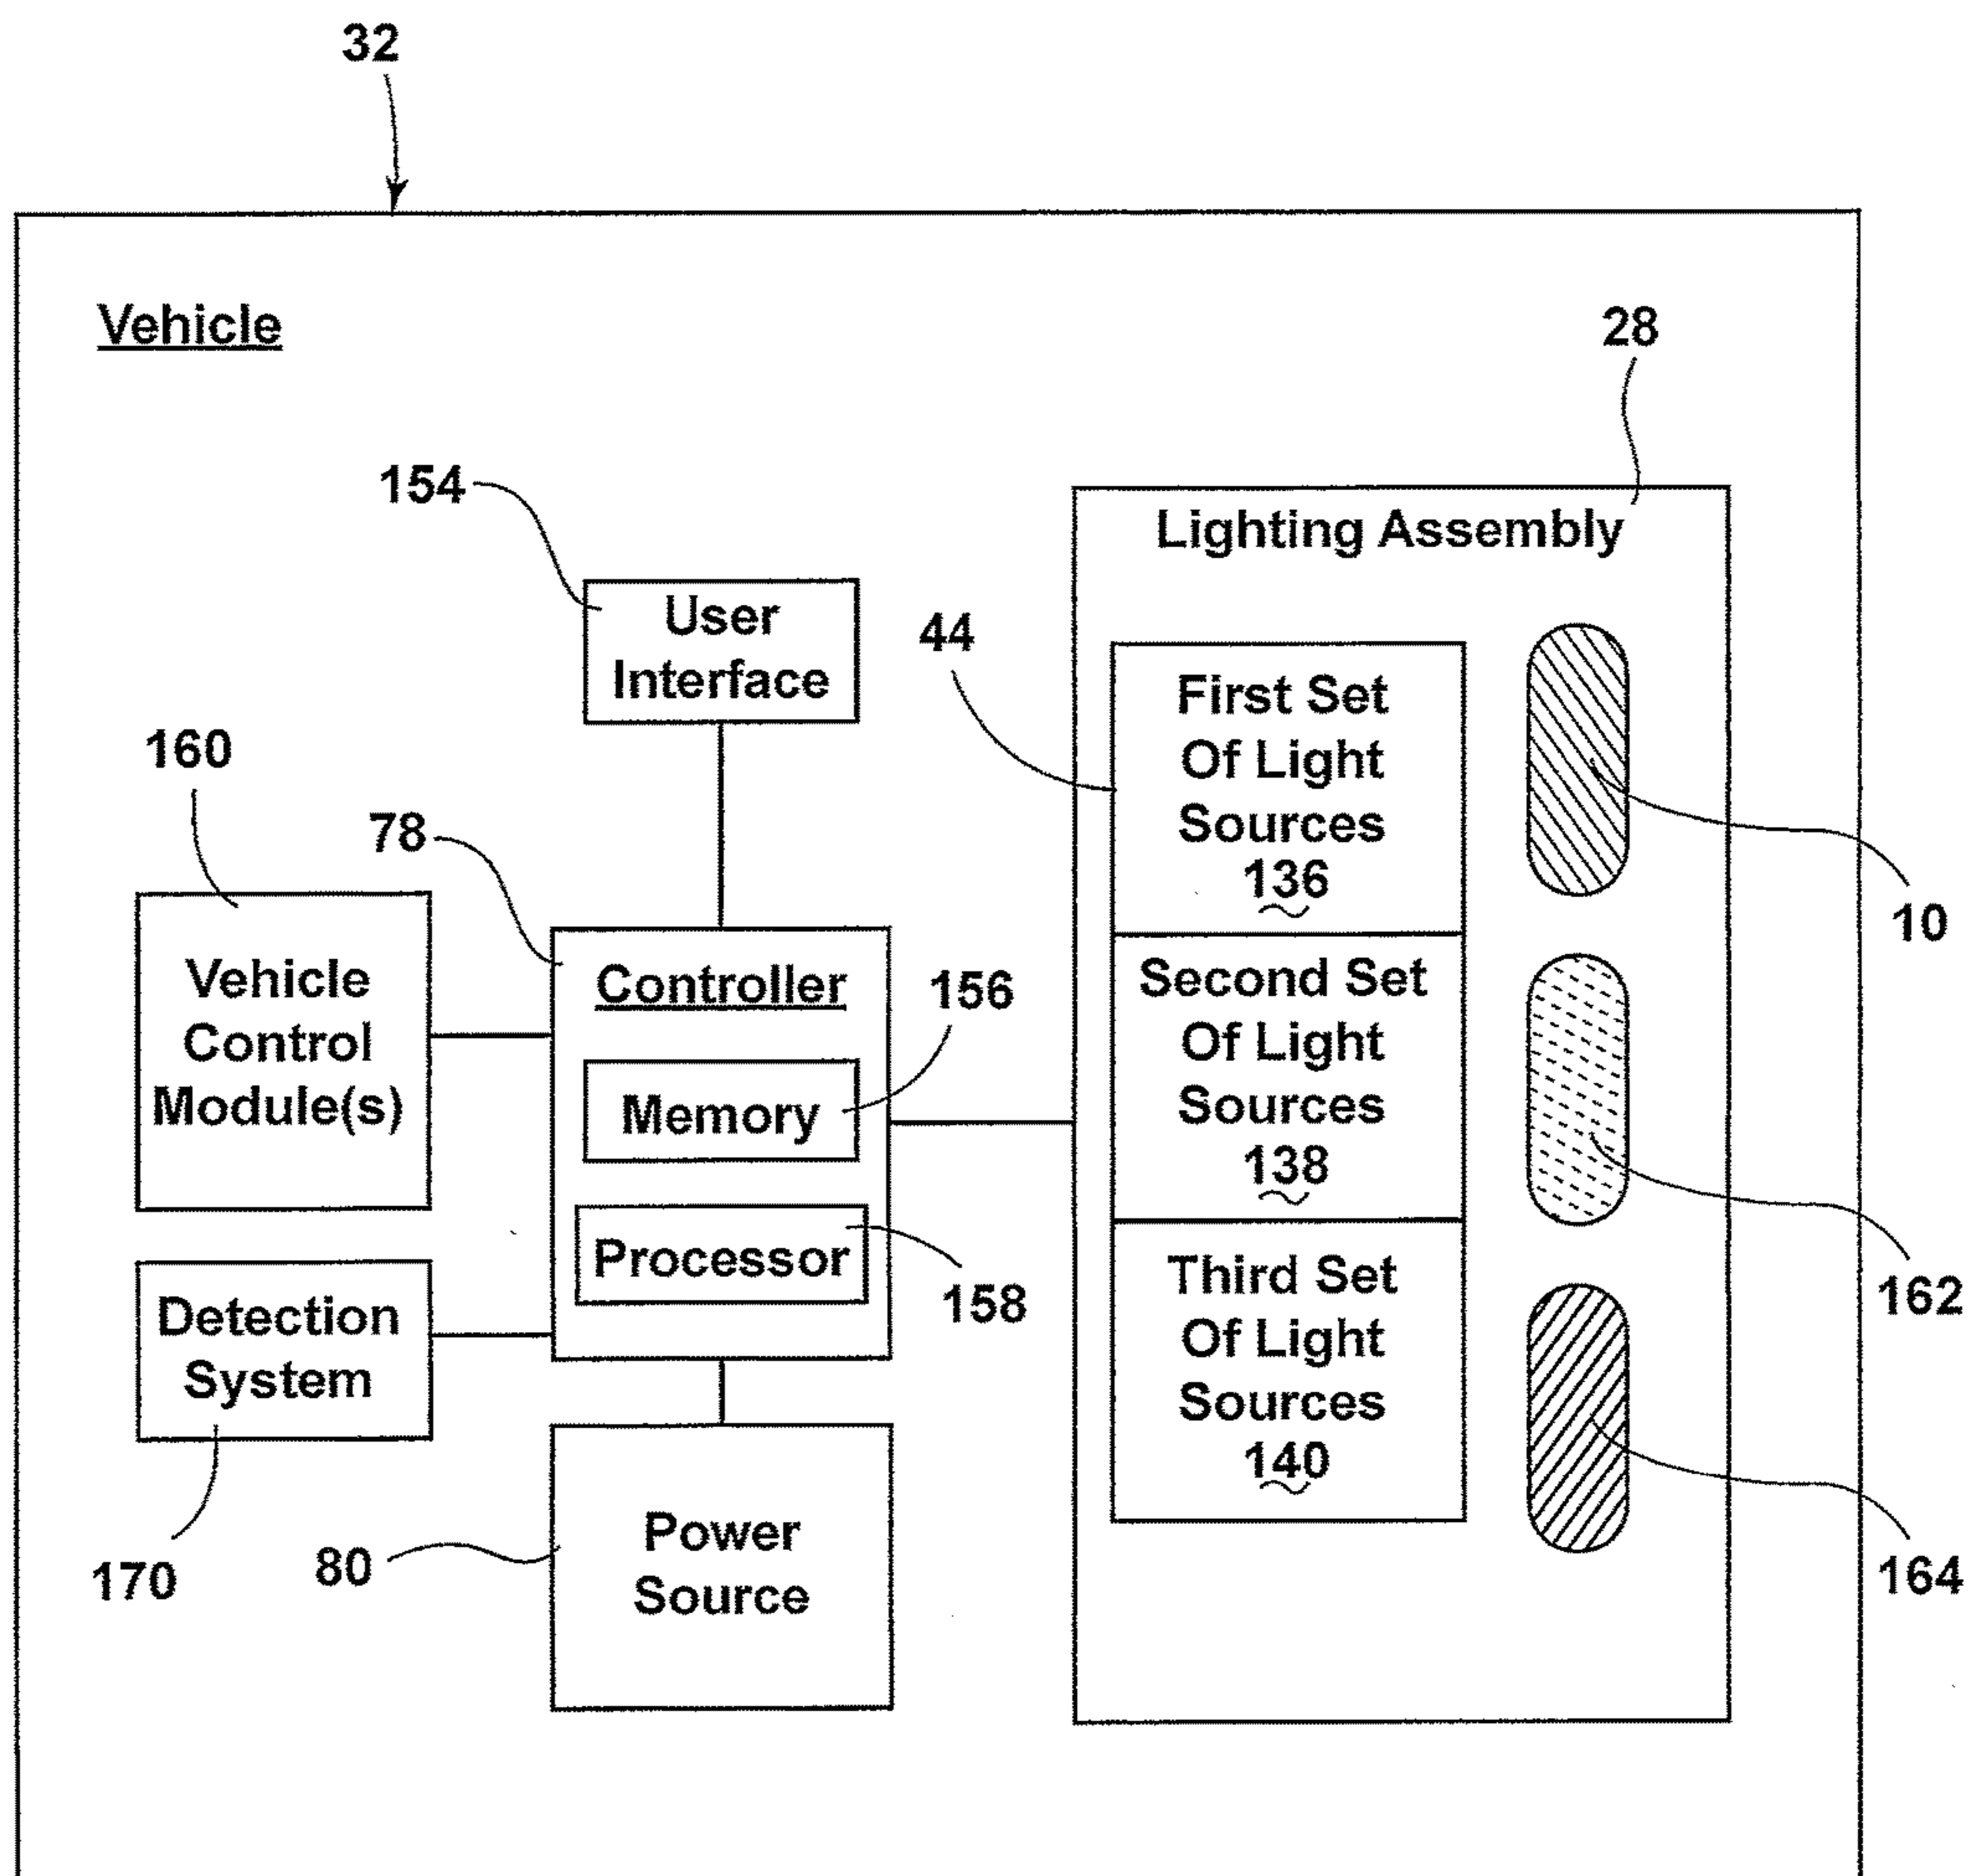 32
Vehicle
28
154
Lighting Assembly
User
Interface
44
First Set
Of Light
Sources
136
160
78
10
Vehicle
Control
Module(s)
Controller
156
Memory
Second Set
Of Light
Sources
138
Processor
158
162
Detection
System
Third Set
Of Light
Sources
140
170
80
Power
Source
164